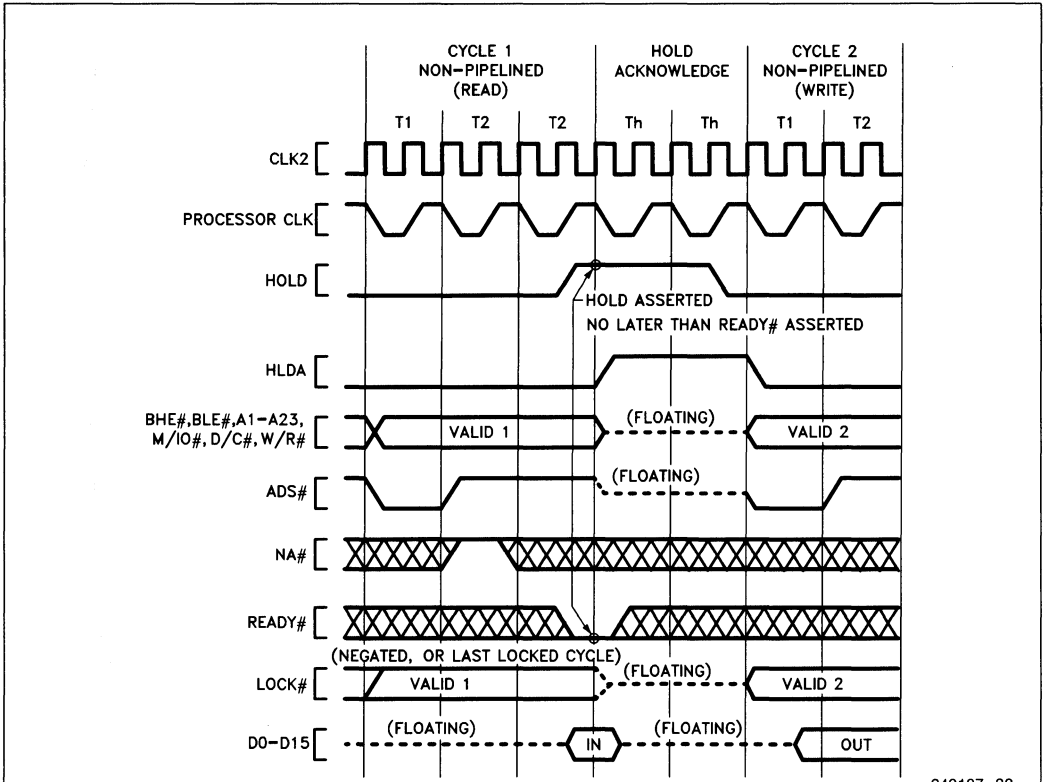 CYCLE 1
NON-PIPELINED
(READ)
HOLD
ACKNOWLEDGE
CYCLE 2
NON-PIPELINED
(WRITE)
T1 T2 T2 Th Th T1 T2
CLK2
PROCESSOR CLK
HOLD
HOLD ASSERTED
NO LATER THAN READY# ASSERTED
HLDA
BHE#,BLE#,A1-A23,
M/IO#,D/C#,W/R#
VALID 1 (FLOATING) VALID 2
ADS# (FLOATING)
NA#
READY#
(NEGATED, OR LAST LOCKED CYCLE)
LOCK# VALID 1 (FLOATING) VALID 2
D0-D15 (FLOATING) IN (FLOATING) OUT